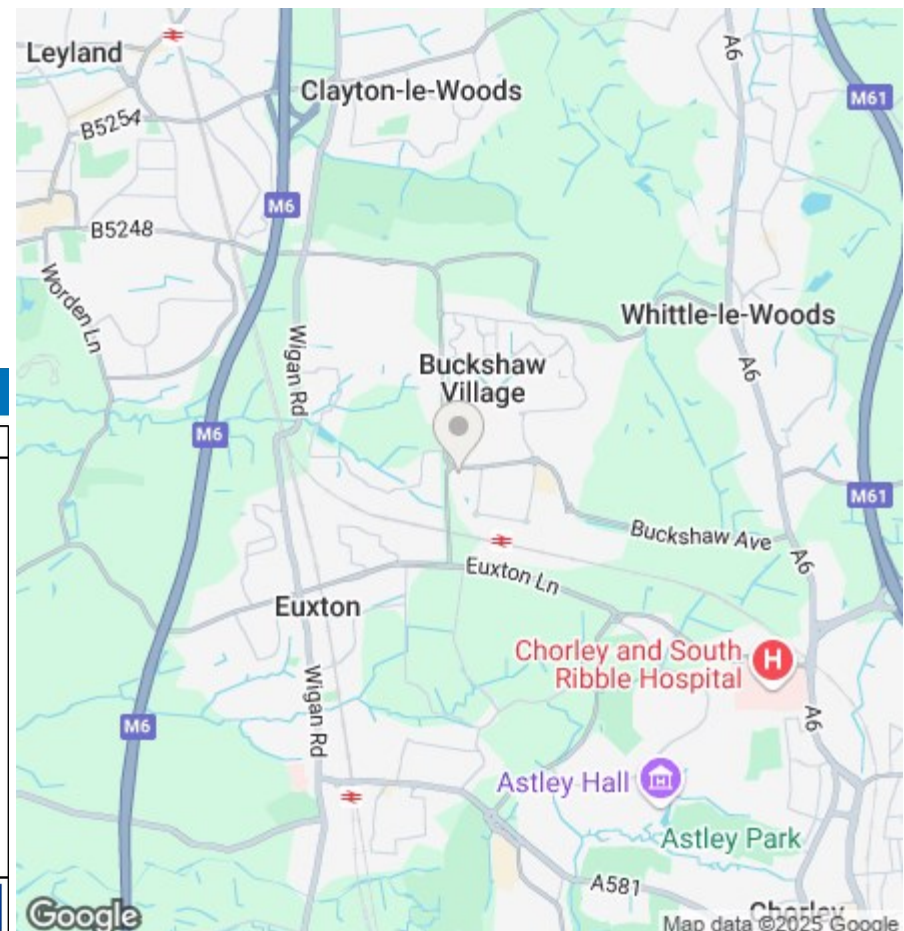 Leyland
Clayton-le-Woods
A6
M61
B5254
M6
B5248
Worden Ln
Wigan Rd
Whittle-le-Woods
Buckshaw
Village
A6
M6
M61
Buckshaw Ave
A6
Euxton Ln
Euxton
Chorley and South
Ribble Hospital
H
Wigan Rd
A6
M6
Astley Hall
Astley Park
A581
Chorley
Google
Map data ©2025 Google